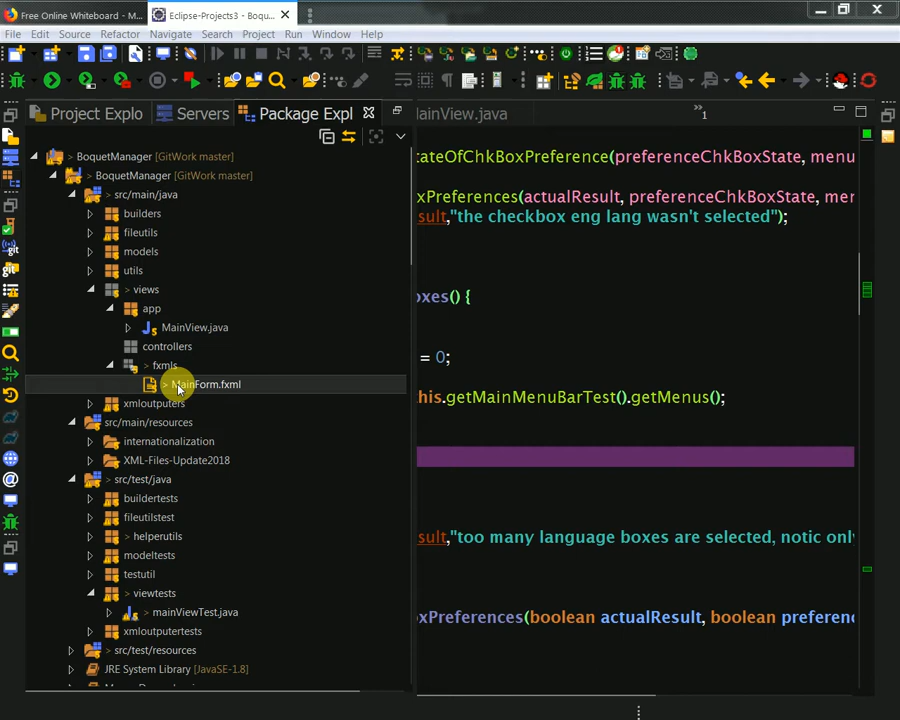 Free Online Whiteboard - M...
Eclipse-Projects3 - Boquet...
File Edit Source Refactor Navigate Search Project Run Window Help
Project Explo Servers Package Expl ainView.java
1
> BoquetManager [GitWork master]
> BoquetManager [GitWork master]
src/main/java
builders
fileutils
models
utils
> views
app
MainView.java
controllers
> fxmls
> MainForm.fxml
xmloutputers
src/main/resources
internationalization
XML-Files-Update2018
> src/test/java
buildertests
fileutilstest
> helperutils
modeltests
testutil
> viewtests
> mainViewTest.java
xmloutputertests
> src/test/resources
JRE System Library [JavaSE-1.8]
ateOfChkBoxPreference(preferenceChkBoxState, menu
xPreferences(actualResult, preferenceChkBoxState, mer
sult,"the checkbox eng lang wasn't selected");
oxes() {
= 0;
his.getMainMenuBarTest().getMenus();
sult,"too many language boxes are selected, notic onl
xPreferences(boolean actualResult, boolean preferenc